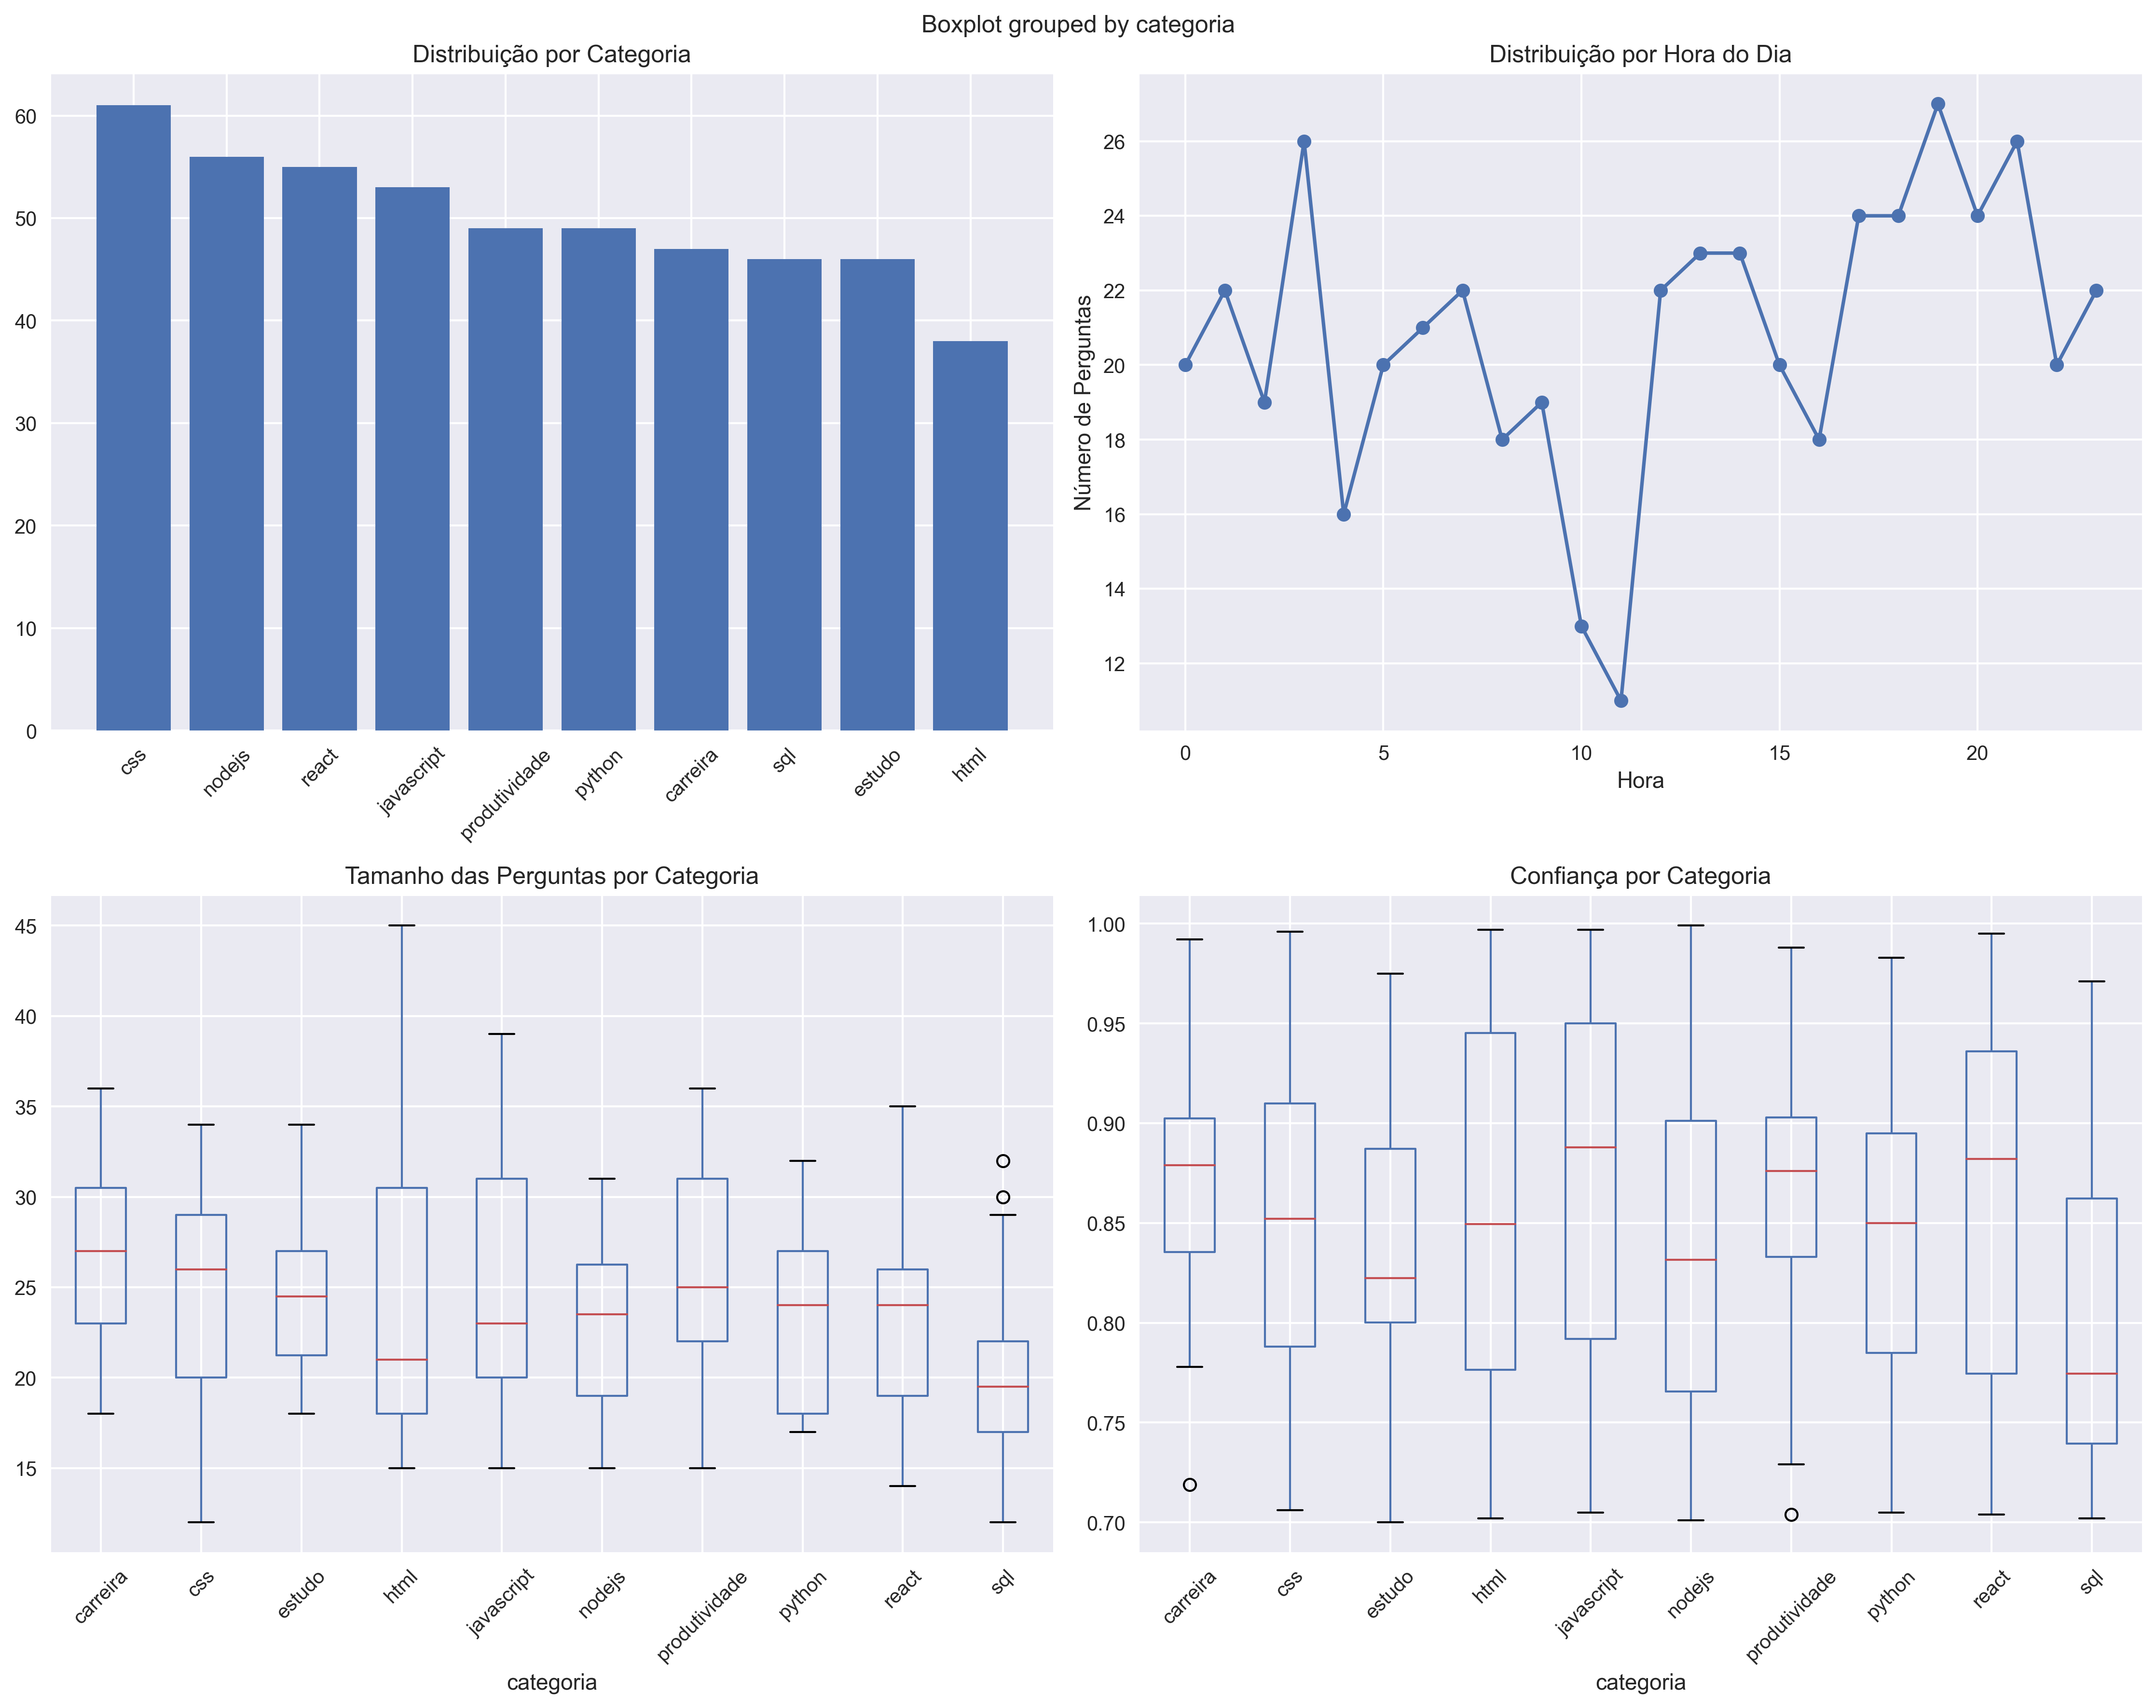 Boxplot grouped by categoria
Distribuição por Categoria
60
50
40
30
20
10
0
css
nodejs
react
javascript
produtividade
python
carreira
sql
estudo
html
Distribuição por Hora do Dia
Número de Perguntas
26
24
22
20
18
16
14
12
0
5
10
15
20
Hora
Tamanho das Perguntas por Categoria
45
40
35
30
25
20
15
carreira
css
estudo
html
javascript
nodejs
produtividade
python
react
sql
categoria
Confiança por Categoria
1.00
0.95
0.90
0.85
0.80
0.75
0.70
carreira
css
estudo
html
javascript
nodejs
produtividade
python
react
sql
categoria